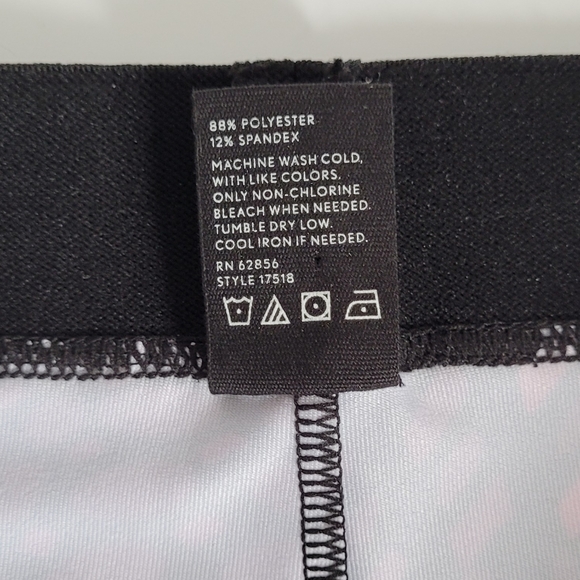 88% POLYESTER
12% SPANDEX
MACHINE WASH COLD,
WITH LIKE COLORS.
ONLY NON-CHLORINE
BLEACH WHEN NEEDED.
TUMBLE DRY LOW.
COOL IRON IF NEEDED.
RN 62856
STYLE 17518